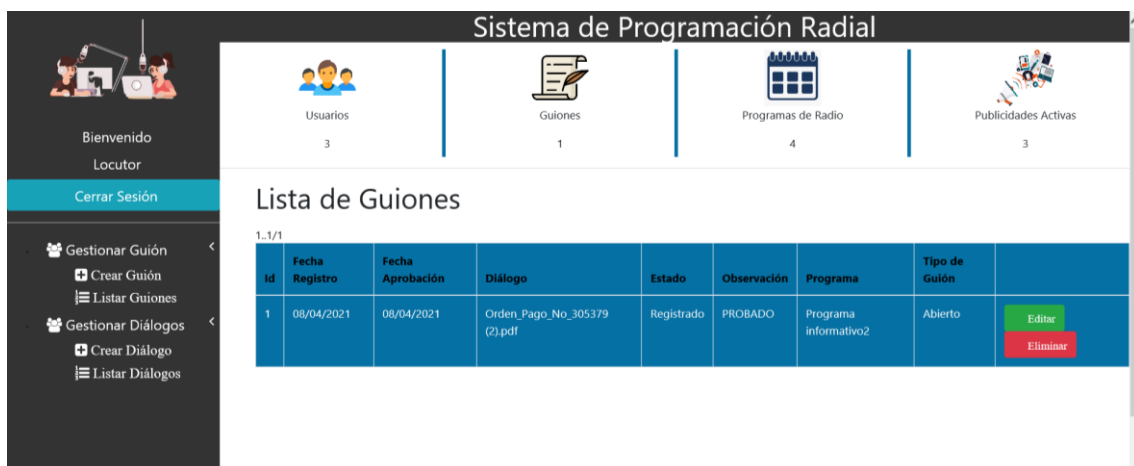 Sistema de Programación Radial
Bienvenido
Locutor
Cerrar Sesión
Gestionar Guión
Crear Guión
Listar Guiones
Gestionar Diálogos
Crear Diálogo
Listar Diálogos
Usuarios
3
Guiones
1
Programas de Radio
4
Publicidades Activas
3
Lista de Guiones
1..1/1
Id Fecha Registro Fecha Aprobación Diálogo Estado Observación Programa Tipo de Guión
1 08/04/2021 08/04/2021 Orden_Pago_No_305379 (2).pdf Registrado PROBADO Programa informativo2 Abierto
Editar
Eliminar